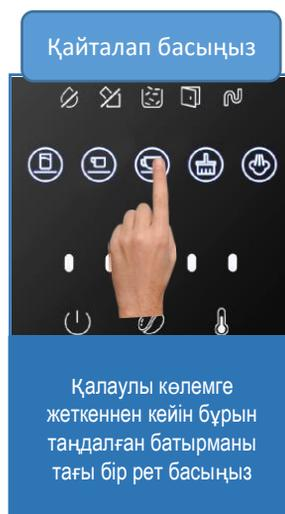 Қайталап басыңыз
Қалаулы көлемге
жеткеннен кейін бұрын
таңдалған батырманы
тағы бір рет басыңыз